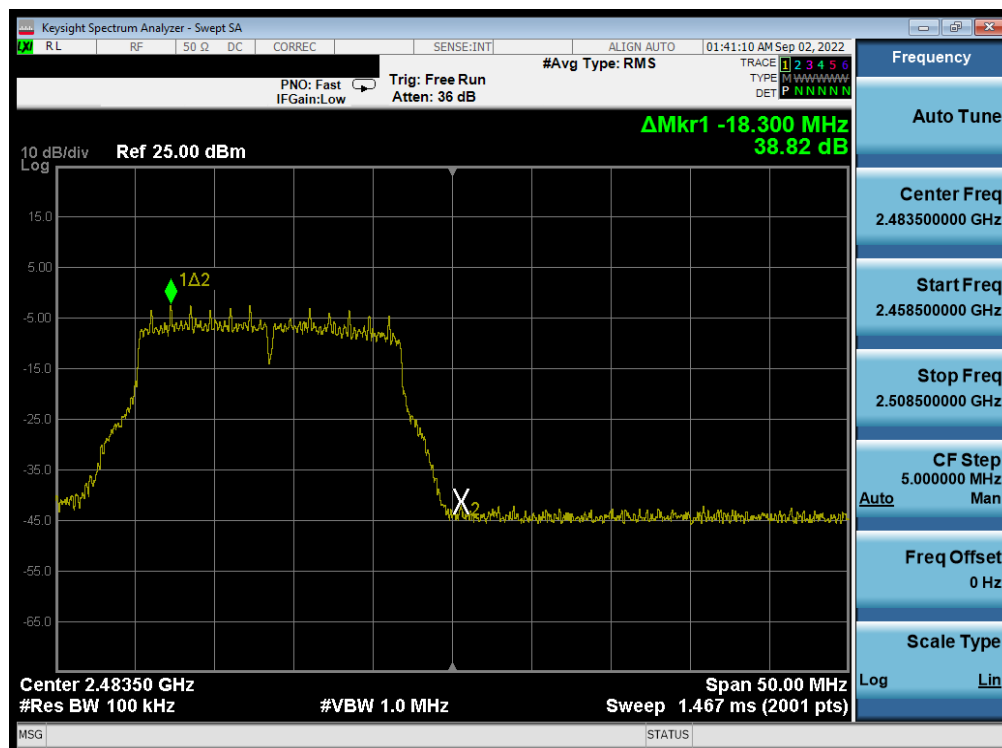 Keysight Spectrum Analyzer - Swept SA
LXI RL RF 50 Ω DC CORREC SENSE:INT ALIGN AUTO 01:41:10 AM Sep 02, 2022
PNO: Fast
IFGain:Low
Trig: Free Run
Atten: 36 dB
#Avg Type: RMS
TRACE 1 2 3 4 5 6
TYPE M WWWWW
DET P N N N N N
ΔMkr1 -18.300 MHz
38.82 dB
10 dB/div Ref 25.00 dBm
Log
15.0
5.00
1Δ2
-5.00
-15.0
-25.0
-35.0
X2
-45.0
-55.0
-65.0
Center 2.48350 GHz Span 50.00 MHz
#Res BW 100 kHz #VBW 1.0 MHz Sweep 1.467 ms (2001 pts)
MSG STATUS
Frequency
Auto Tune
Center Freq
2.483500000 GHz
Start Freq
2.458500000 GHz
Stop Freq
2.508500000 GHz
CF Step
5.000000 MHz
Auto Man
Freq Offset
0 Hz
Scale Type
Log Lin